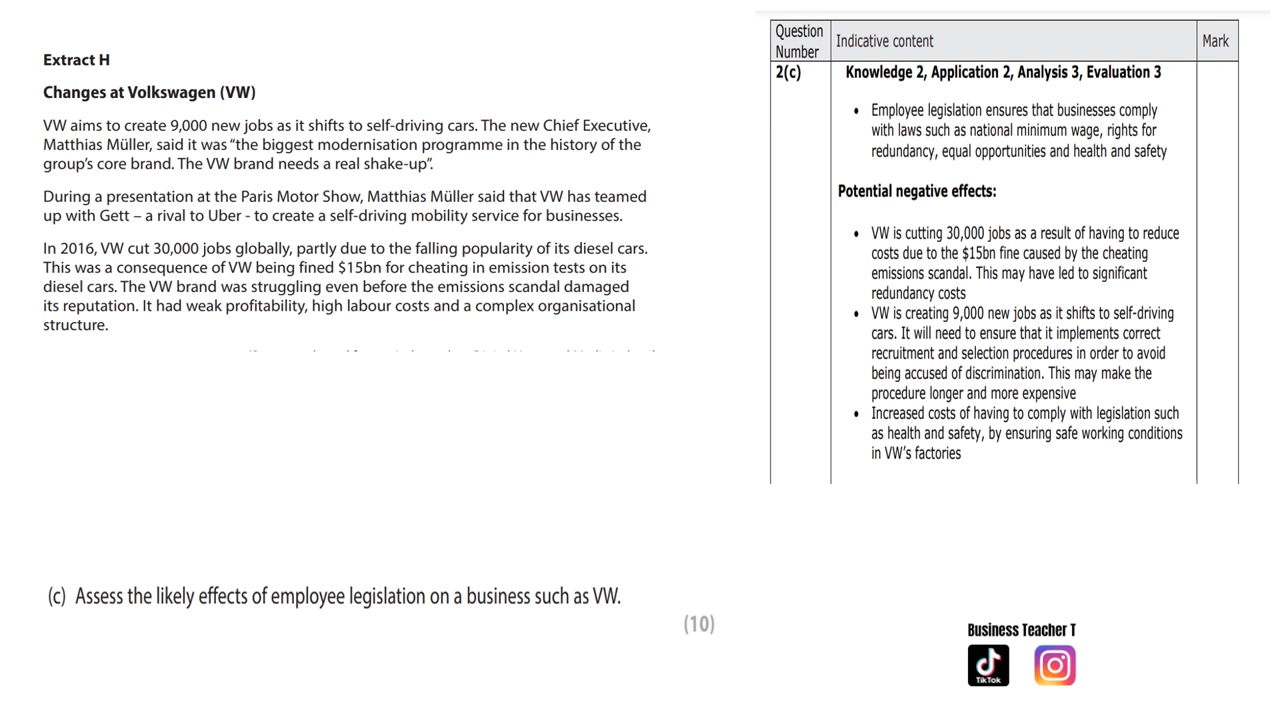 Extract H
Changes at Volkswagen (VW)
VW aims to create 9,000 new jobs as it shifts to self-driving cars. The new Chief Executive,
Matthias Müller, said it was “the biggest modernisation programme in the history of the
group’s core brand. The VW brand needs a real shake-up”.
During a presentation at the Paris Motor Show, Matthias Müller said that VW has teamed
up with Gett – a rival to Uber - to create a self-driving mobility service for businesses.
In 2016, VW cut 30,000 jobs globally, partly due to the falling popularity of its diesel cars.
This was a consequence of VW being fined $15bn for cheating in emission tests on its
diesel cars. The VW brand was struggling even before the emissions scandal damaged
its reputation. It had weak profitability, high labour costs and a complex organisational
structure.
(c) Assess the likely effects of employee legislation on a business such as VW.
(10)
Question
Number
Indicative content
Mark
2(c)
Knowledge 2, Application 2, Analysis 3, Evaluation 3
• Employee legislation ensures that businesses comply
with laws such as national minimum wage, rights for
redundancy, equal opportunities and health and safety
Potential negative effects:
• VW is cutting 30,000 jobs as a result of having to reduce
costs due to the $15bn fine caused by the cheating
emissions scandal. This may have led to significant
redundancy costs
• VW is creating 9,000 new jobs as it shifts to self-driving
cars. It will need to ensure that it implements correct
recruitment and selection procedures in order to avoid
being accused of discrimination. This may make the
procedure longer and more expensive
• Increased costs of having to comply with legislation such
as health and safety, by ensuring safe working conditions
in VW’s factories
Business Teacher T
TikTok